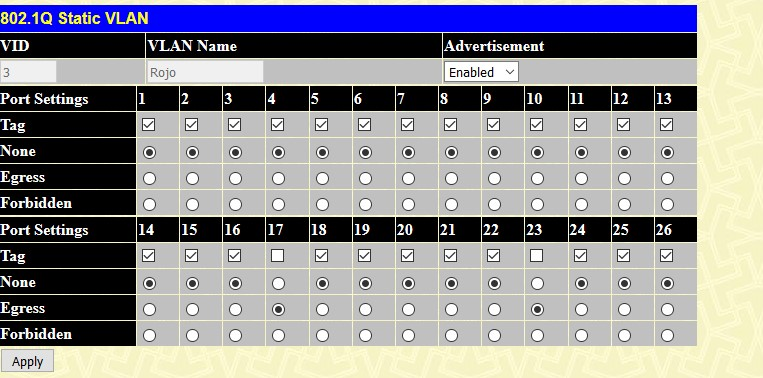 802.1Q Static VLAN
VID VLAN Name Advertisement
3 Rojo Enabled
Port Settings 1 2 3 4 5 6 7 8 9 10 11 12 13
Tag
None
Egress
Forbidden
Port Settings 14 15 16 17 18 19 20 21 22 23 24 25 26
Tag
None
Egress
Forbidden
Apply